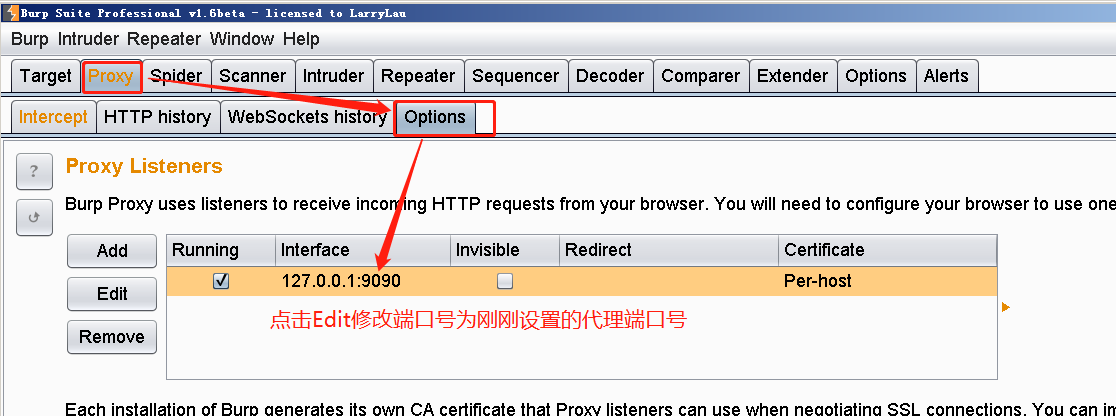 Burp Suite Professional v1.6beta - licensed to LarryLau
Burp Intruder Repeater Window Help
Target Proxy Spider Scanner Intruder Repeater Sequencer Decoder Comparer Extender Options Alerts
Intercept HTTP history WebSockets history Options
? Proxy Listeners
Burp Proxy uses listeners to receive incoming HTTP requests from your browser. You will need to configure your browser to use one
Add Running Interface Invisible Redirect Certificate
127.0.0.1:9090 Per-host
Edit
点击Edit修改端口号为刚刚设置的代理端口号
Remove
Each installation of Burp generates its own CA certificate that Proxy listeners can use when negotiating SSL connections. You can i